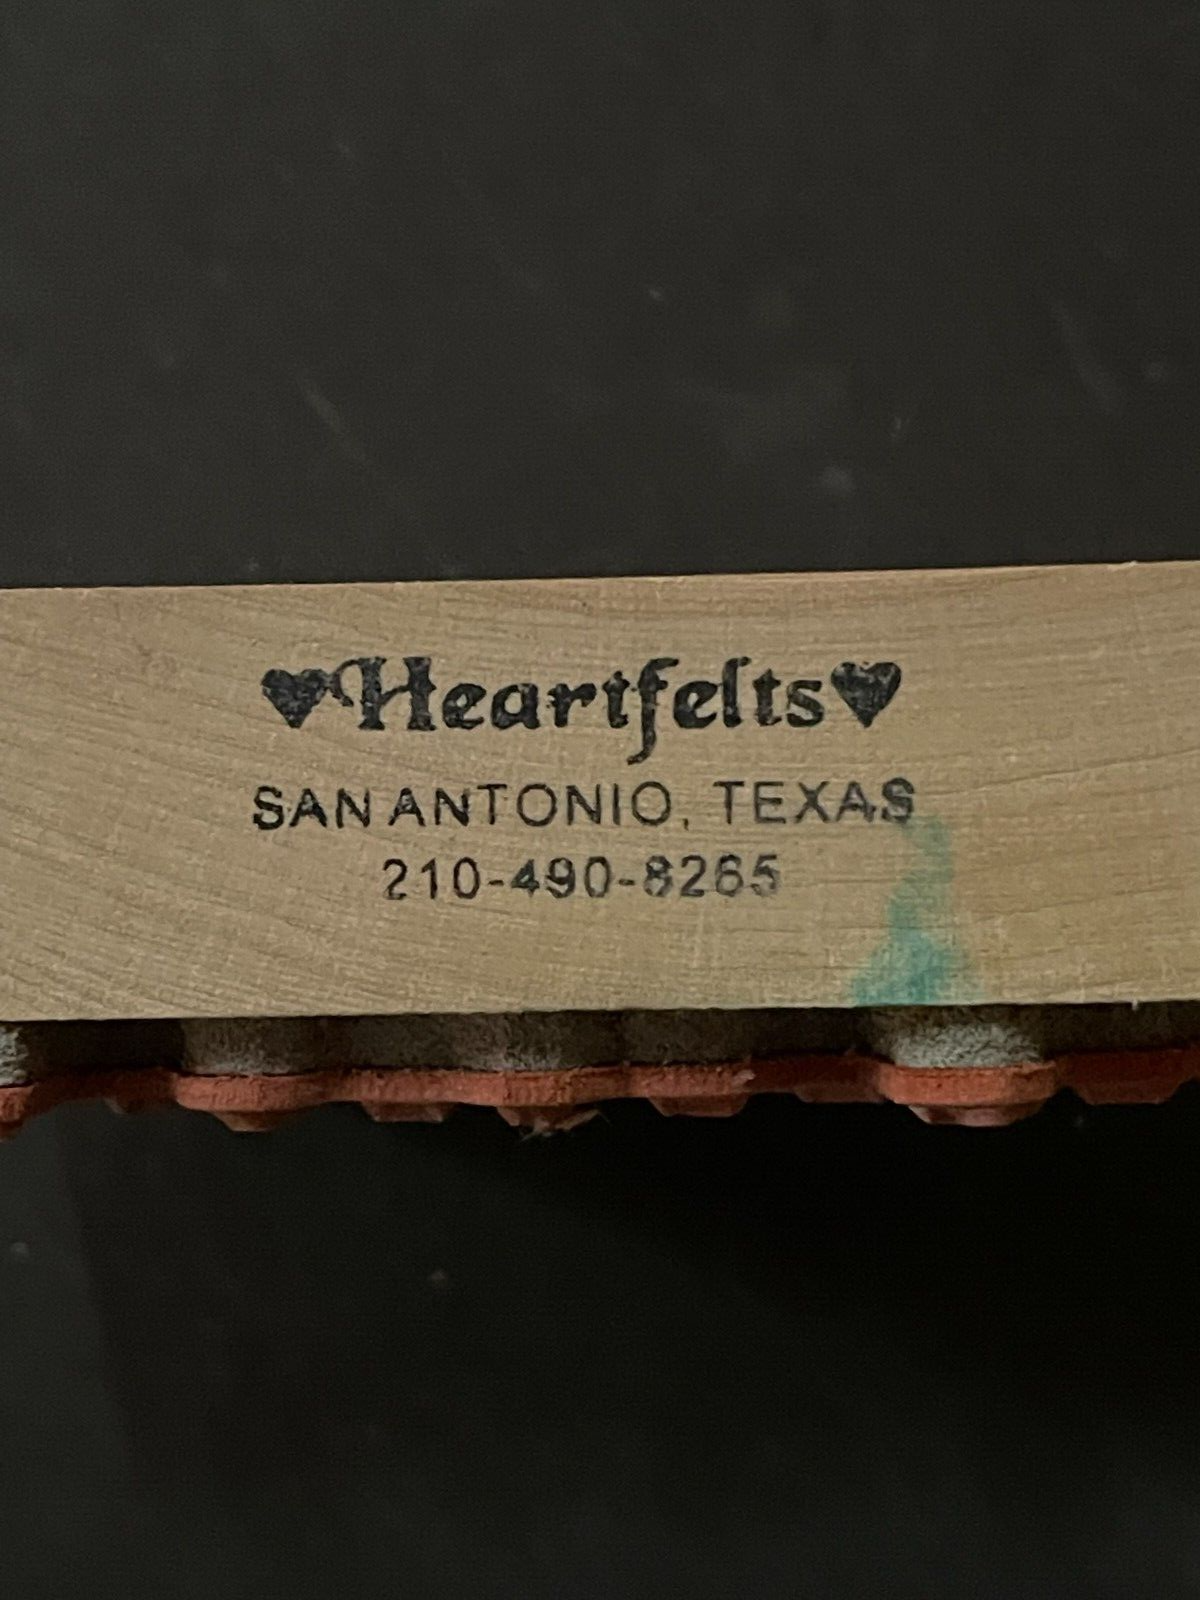 ♥Heartfelts♥
SAN ANTONIO, TEXAS
210-490-8265